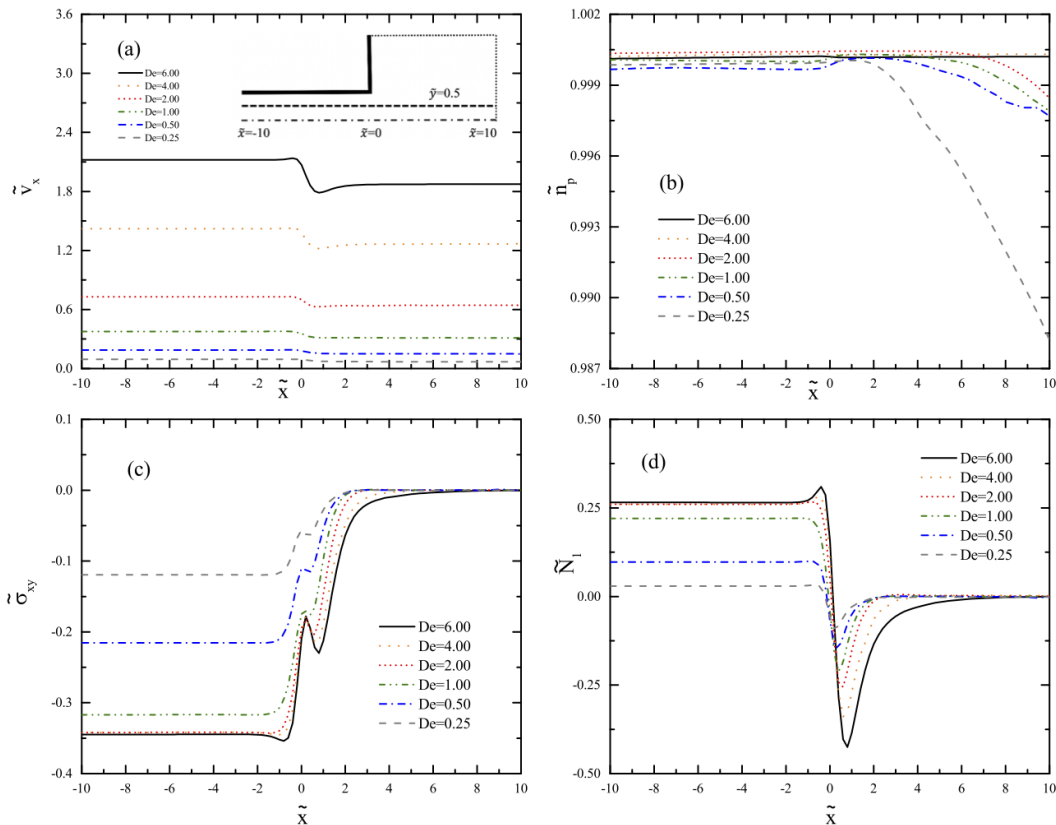 (a)
De=6.00
De=4.00
De=2.00
De=1.00
De=0.50
De=0.25
ỹ=0.5
x̃=-10
x̃=0
x̃=10
3.6
3.0
2.4
1.8
1.2
0.6
0.0
ṽ_x
-10 -8 -6 -4 -2 0 2 4 6 8 10
x̃
(b)
De=6.00
De=4.00
De=2.00
De=1.00
De=0.50
De=0.25
1.002
0.999
0.996
0.993
0.990
0.987
ñ_p
-10 -8 -6 -4 -2 0 2 4 6 8 10
x̃
(c)
De=6.00
De=4.00
De=2.00
De=1.00
De=0.50
De=0.25
0.1
0.0
-0.1
-0.2
-0.3
-0.4
σ̃_xy
-10 -8 -6 -4 -2 0 2 4 6 8 10
x̃
(d)
De=6.00
De=4.00
De=2.00
De=1.00
De=0.50
De=0.25
0.50
0.25
0.00
-0.25
-0.50
Ñ_1
-10 -8 -6 -4 -2 0 2 4 6 8 10
x̃